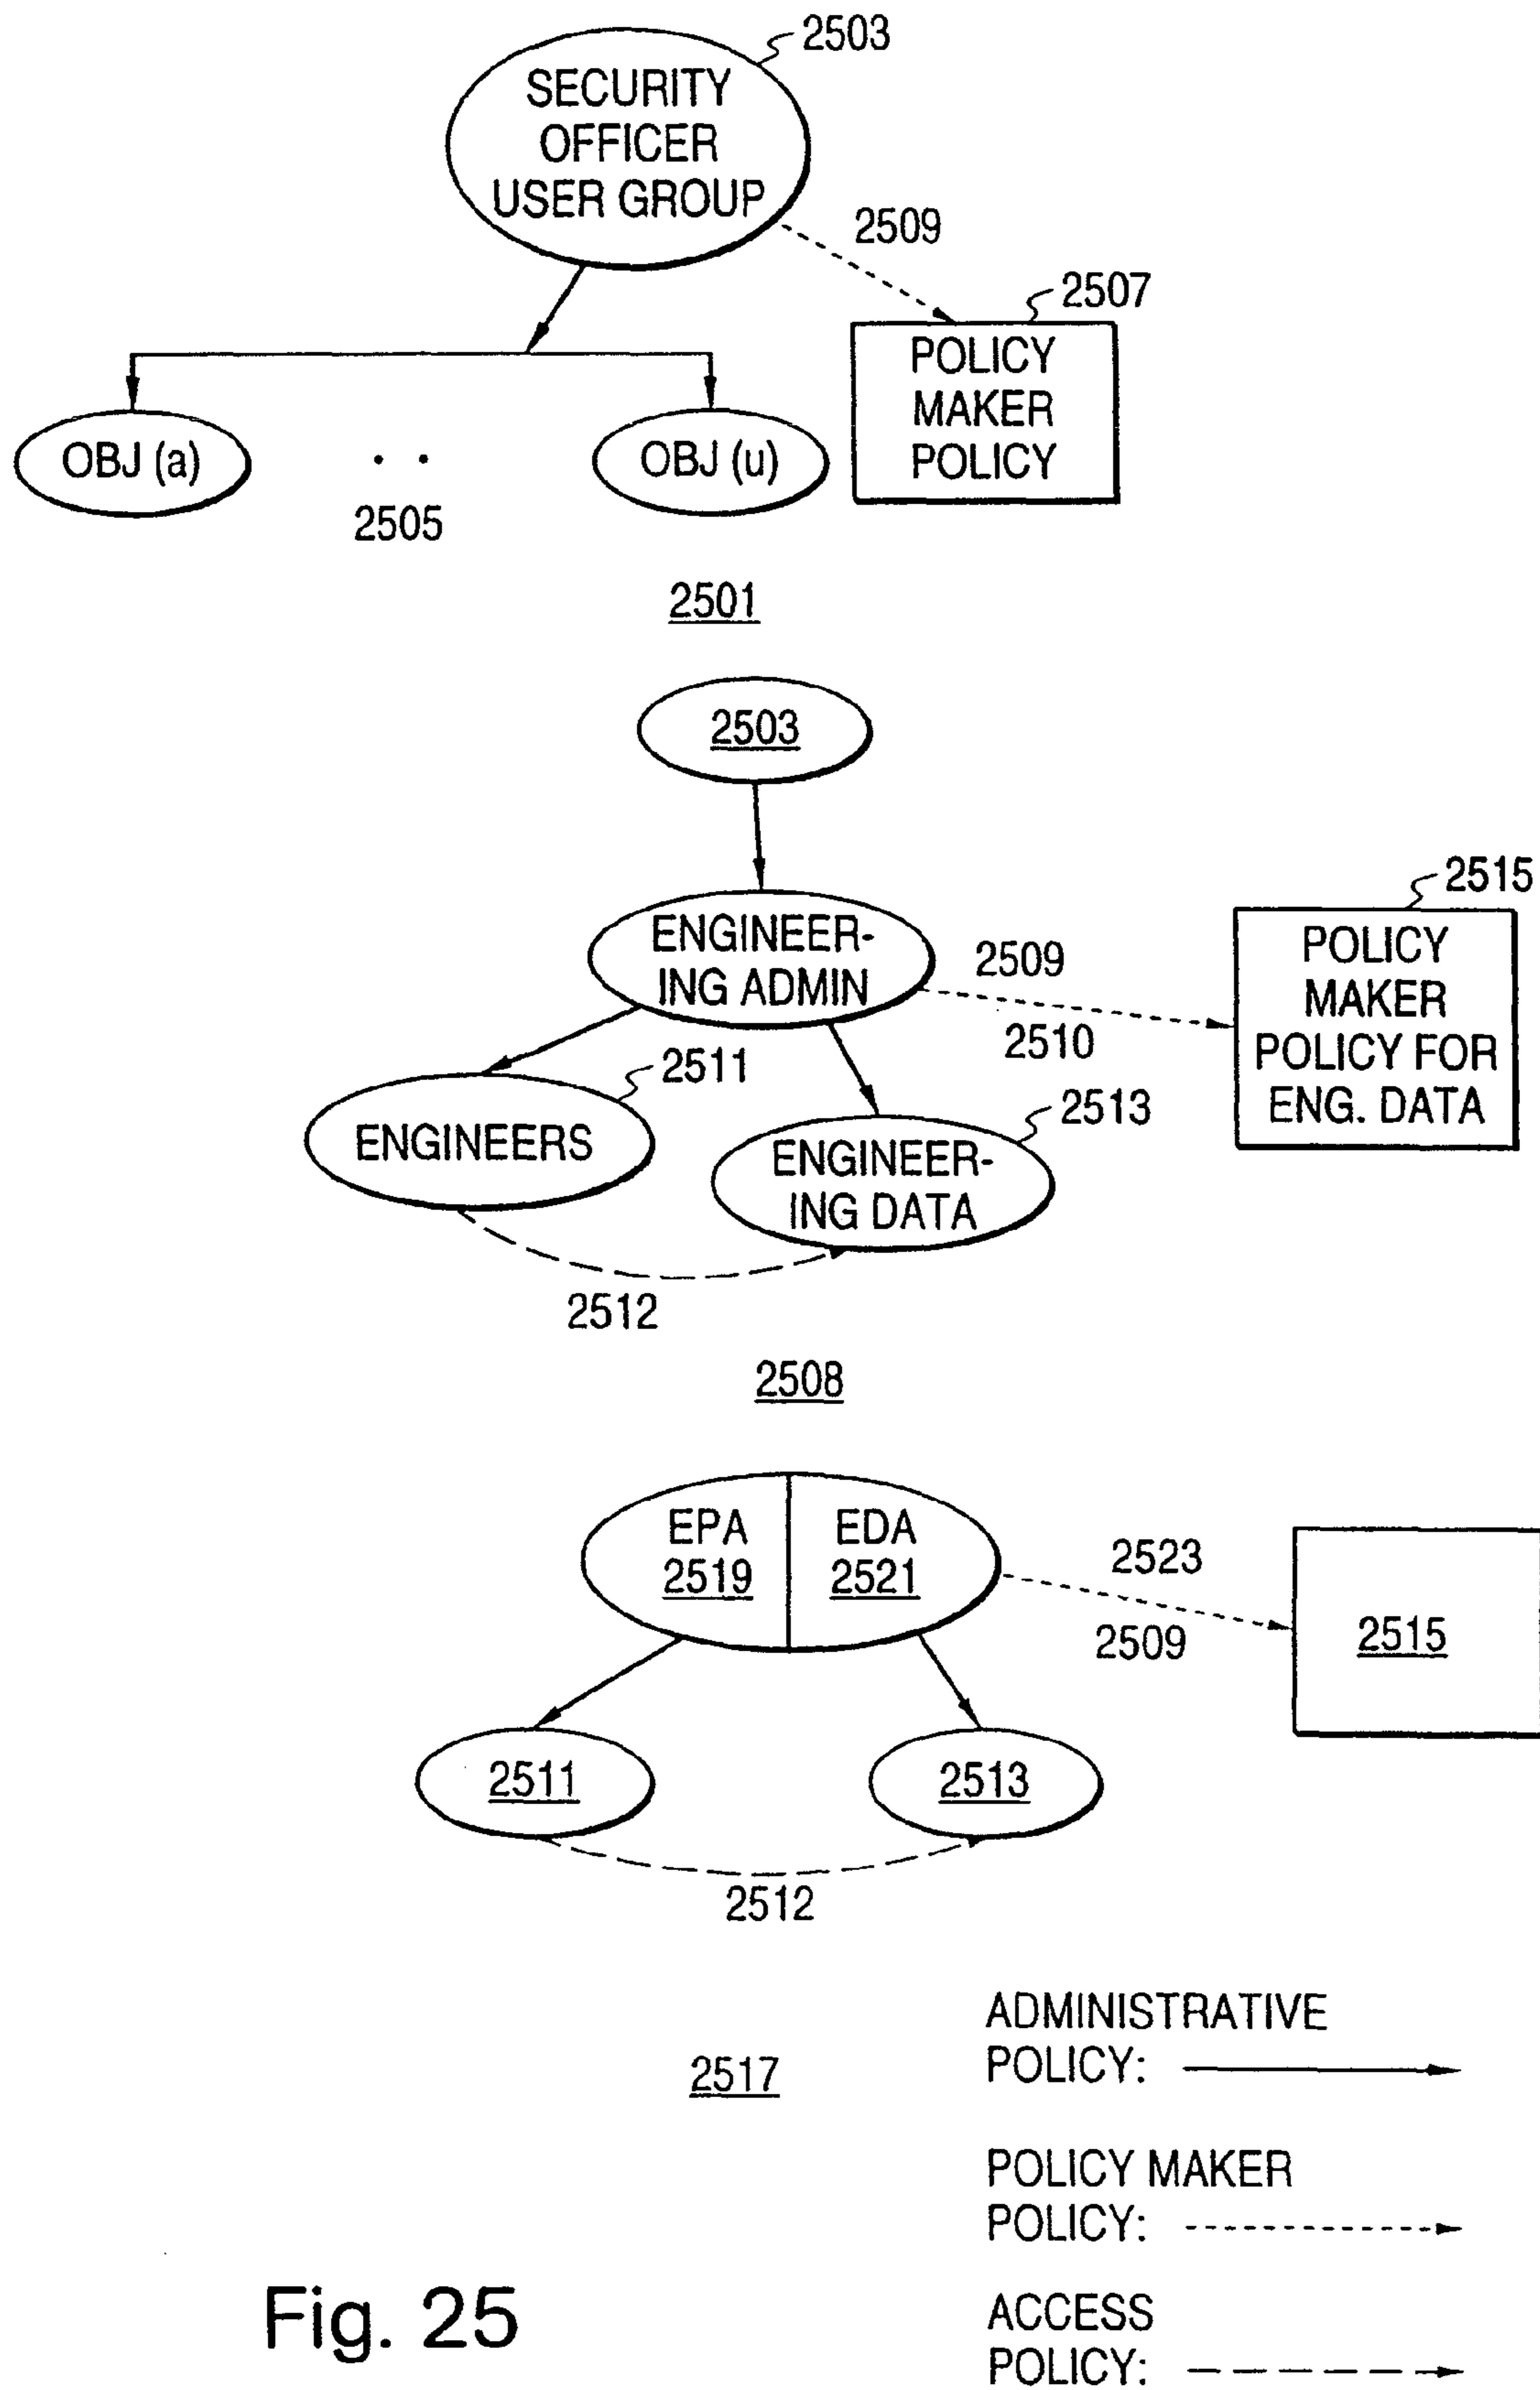 2503
SECURITY
OFFICER
USER GROUP
2509
2507
POLICY
MAKER
POLICY
OBJ (a)
. .
OBJ (u)
2505
2501
2503
2515
ENGINEER-
ING ADMIN
2509
2510
POLICY
MAKER
POLICY FOR
ENG. DATA
2511
2513
ENGINEERS
ENGINEER-
ING DATA
2512
2508
EPA
2519
EDA
2521
2523
2509
2515
2511
2513
2512
2517
ADMINISTRATIVE
POLICY:
POLICY MAKER
POLICY:
ACCESS
POLICY:
Fig. 25